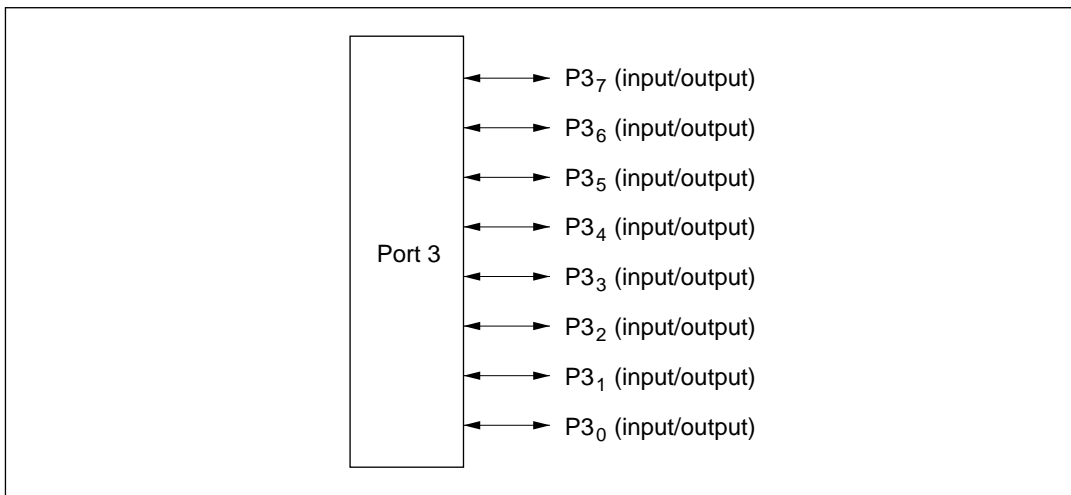 P3₇ (input/output)
P3₆ (input/output)
P3₅ (input/output)
P3₄ (input/output)
Port 3
P3₃ (input/output)
P3₂ (input/output)
P3₁ (input/output)
P3₀ (input/output)